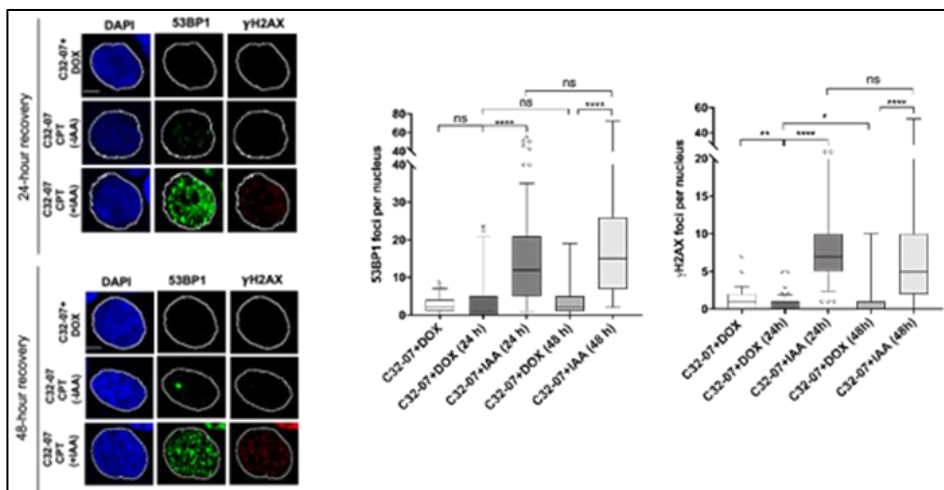 24-hour recovery
DAPI
53BP1
γH2AX
C32-07+
DOX
C32-07
CPT
(-IAA)
C32-07
CPT
(+IAA)
48-hour recovery
DAPI
53BP1
γH2AX
C32-07+
DOX
C32-07
CPT
(-IAA)
C32-07
CPT
(+IAA)
53BP1 foci per nucleus
80
60
40
30
20
10
0
ns
ns
****
ns
****
C32-07+DOX
C32-07+DOX (24 h)
C32-07+IAA (24 h)
C32-07+DOX (48 h)
C32-07+IAA (48 h)
γH2AX foci per nucleus
60
40
20
20
15
10
5
0
ns
****
**
****
C32-07+DOX
C32-07+DOX (24h)
C32-07+IAA (24h)
C32-07+DOX (48h)
C32-07+IAA (48h)